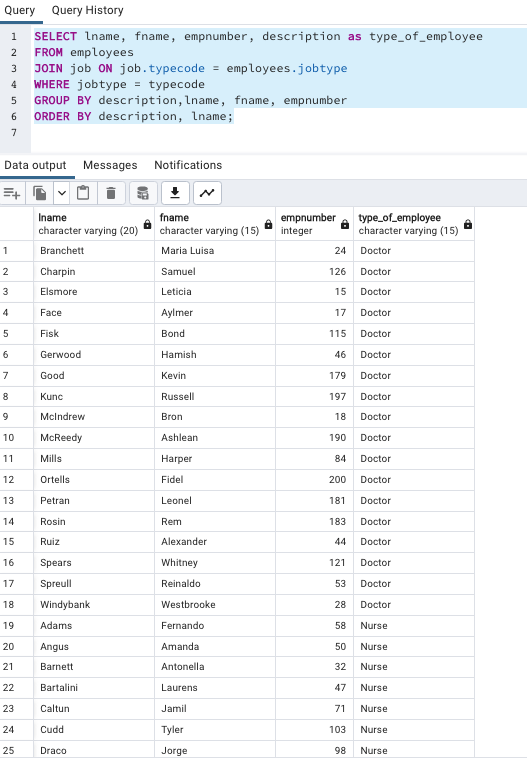 Query Query History
1 SELECT lname, fname, empnumber, description as type_of_employee
2 FROM employees
3 JOIN job ON job.typecode = employees.jobtype
4 WHERE jobtype = typecode
5 GROUP BY description,lname, fname, empnumber
6 ORDER BY description, lname;
7
Data output Messages Notifications
lname fname empnumber type_of_employee
character varying (20) character varying (15) integer character varying (15)
1 Branchett Maria Luisa 24 Doctor
2 Charpin Samuel 126 Doctor
3 Elsmore Leticia 15 Doctor
4 Face Aylmer 17 Doctor
5 Fisk Bond 115 Doctor
6 Gerwood Hamish 46 Doctor
7 Good Kevin 179 Doctor
8 Kunc Russell 197 Doctor
9 McIndrew Bron 18 Doctor
10 McReedy Ashlean 190 Doctor
11 Mills Harper 84 Doctor
12 Ortells Fidel 200 Doctor
13 Petran Leonel 181 Doctor
14 Rosin Rem 183 Doctor
15 Ruiz Alexander 44 Doctor
16 Spears Whitney 121 Doctor
17 Spreull Reinaldo 53 Doctor
18 Windybank Westbrooke 28 Doctor
19 Adams Fernando 58 Nurse
20 Angus Amanda 50 Nurse
21 Barnett Antonella 32 Nurse
22 Bartalini Laurens 47 Nurse
23 Caltun Jamil 71 Nurse
24 Cudd Tyler 103 Nurse
25 Draco Jorge 98 Nurse